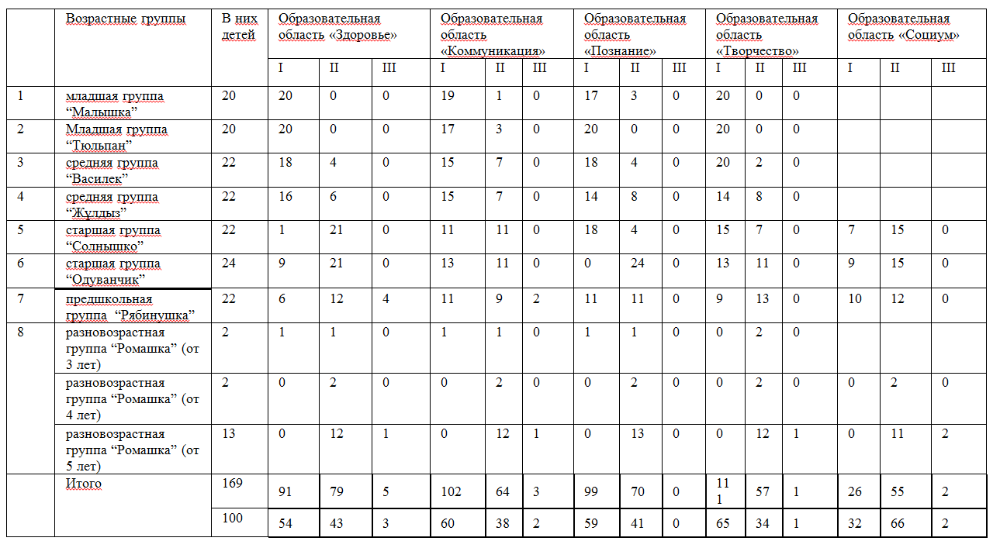 Возрастные группы
В них
детей
Образовательная
область «Здоровье»
Образовательная
область
«Коммуникация»
Образовательная
область
«Познание»
Образовательная
область
«Творчество»
Образовательная
область «Социум»
I II III I II III I II III I II III I II III
1 младшая группа 20 20 0 0 19 1 0 17 3 0 20 0 0
“Малышка”
2 Младшая группа 20 20 0 0 17 3 0 20 0 0 20 0 0
“Тюльпан”
3 средняя группа 22 18 4 0 15 7 0 18 4 0 20 2 0
“Василек”
4 средняя группа 22 16 6 0 15 7 0 14 8 0 14 8 0
“Жұлдыз”
5 старшая группа 22 1 21 0 11 11 0 18 4 0 15 7 0 7 15 0
“Солнышко”
6 старшая группа 24 9 21 0 13 11 0 0 24 0 13 11 0 9 15 0
“Одуванчик”
7 предшкольная 22 6 12 4 11 9 2 11 11 0 9 13 0 10 12 0
группа “Рябинушка”
8 разновозрастная 2 1 1 0 1 1 0 1 1 0 0 2 0
группа “Ромашка” (от
3 лет)
разновозрастная 2 0 2 0 0 2 0 0 2 0 0 2 0 0 2 0
группа “Ромашка” (от
4 лет)
разновозрастная 13 0 12 1 0 12 1 0 13 0 0 12 1 0 11 2
группа “Ромашка” (от
5 лет)
Итого 169 91 79 5 102 64 3 99 70 0 11
1 57 1 26 55 2
100 54 43 3 60 38 2 59 41 0 65 34 1 32 66 2